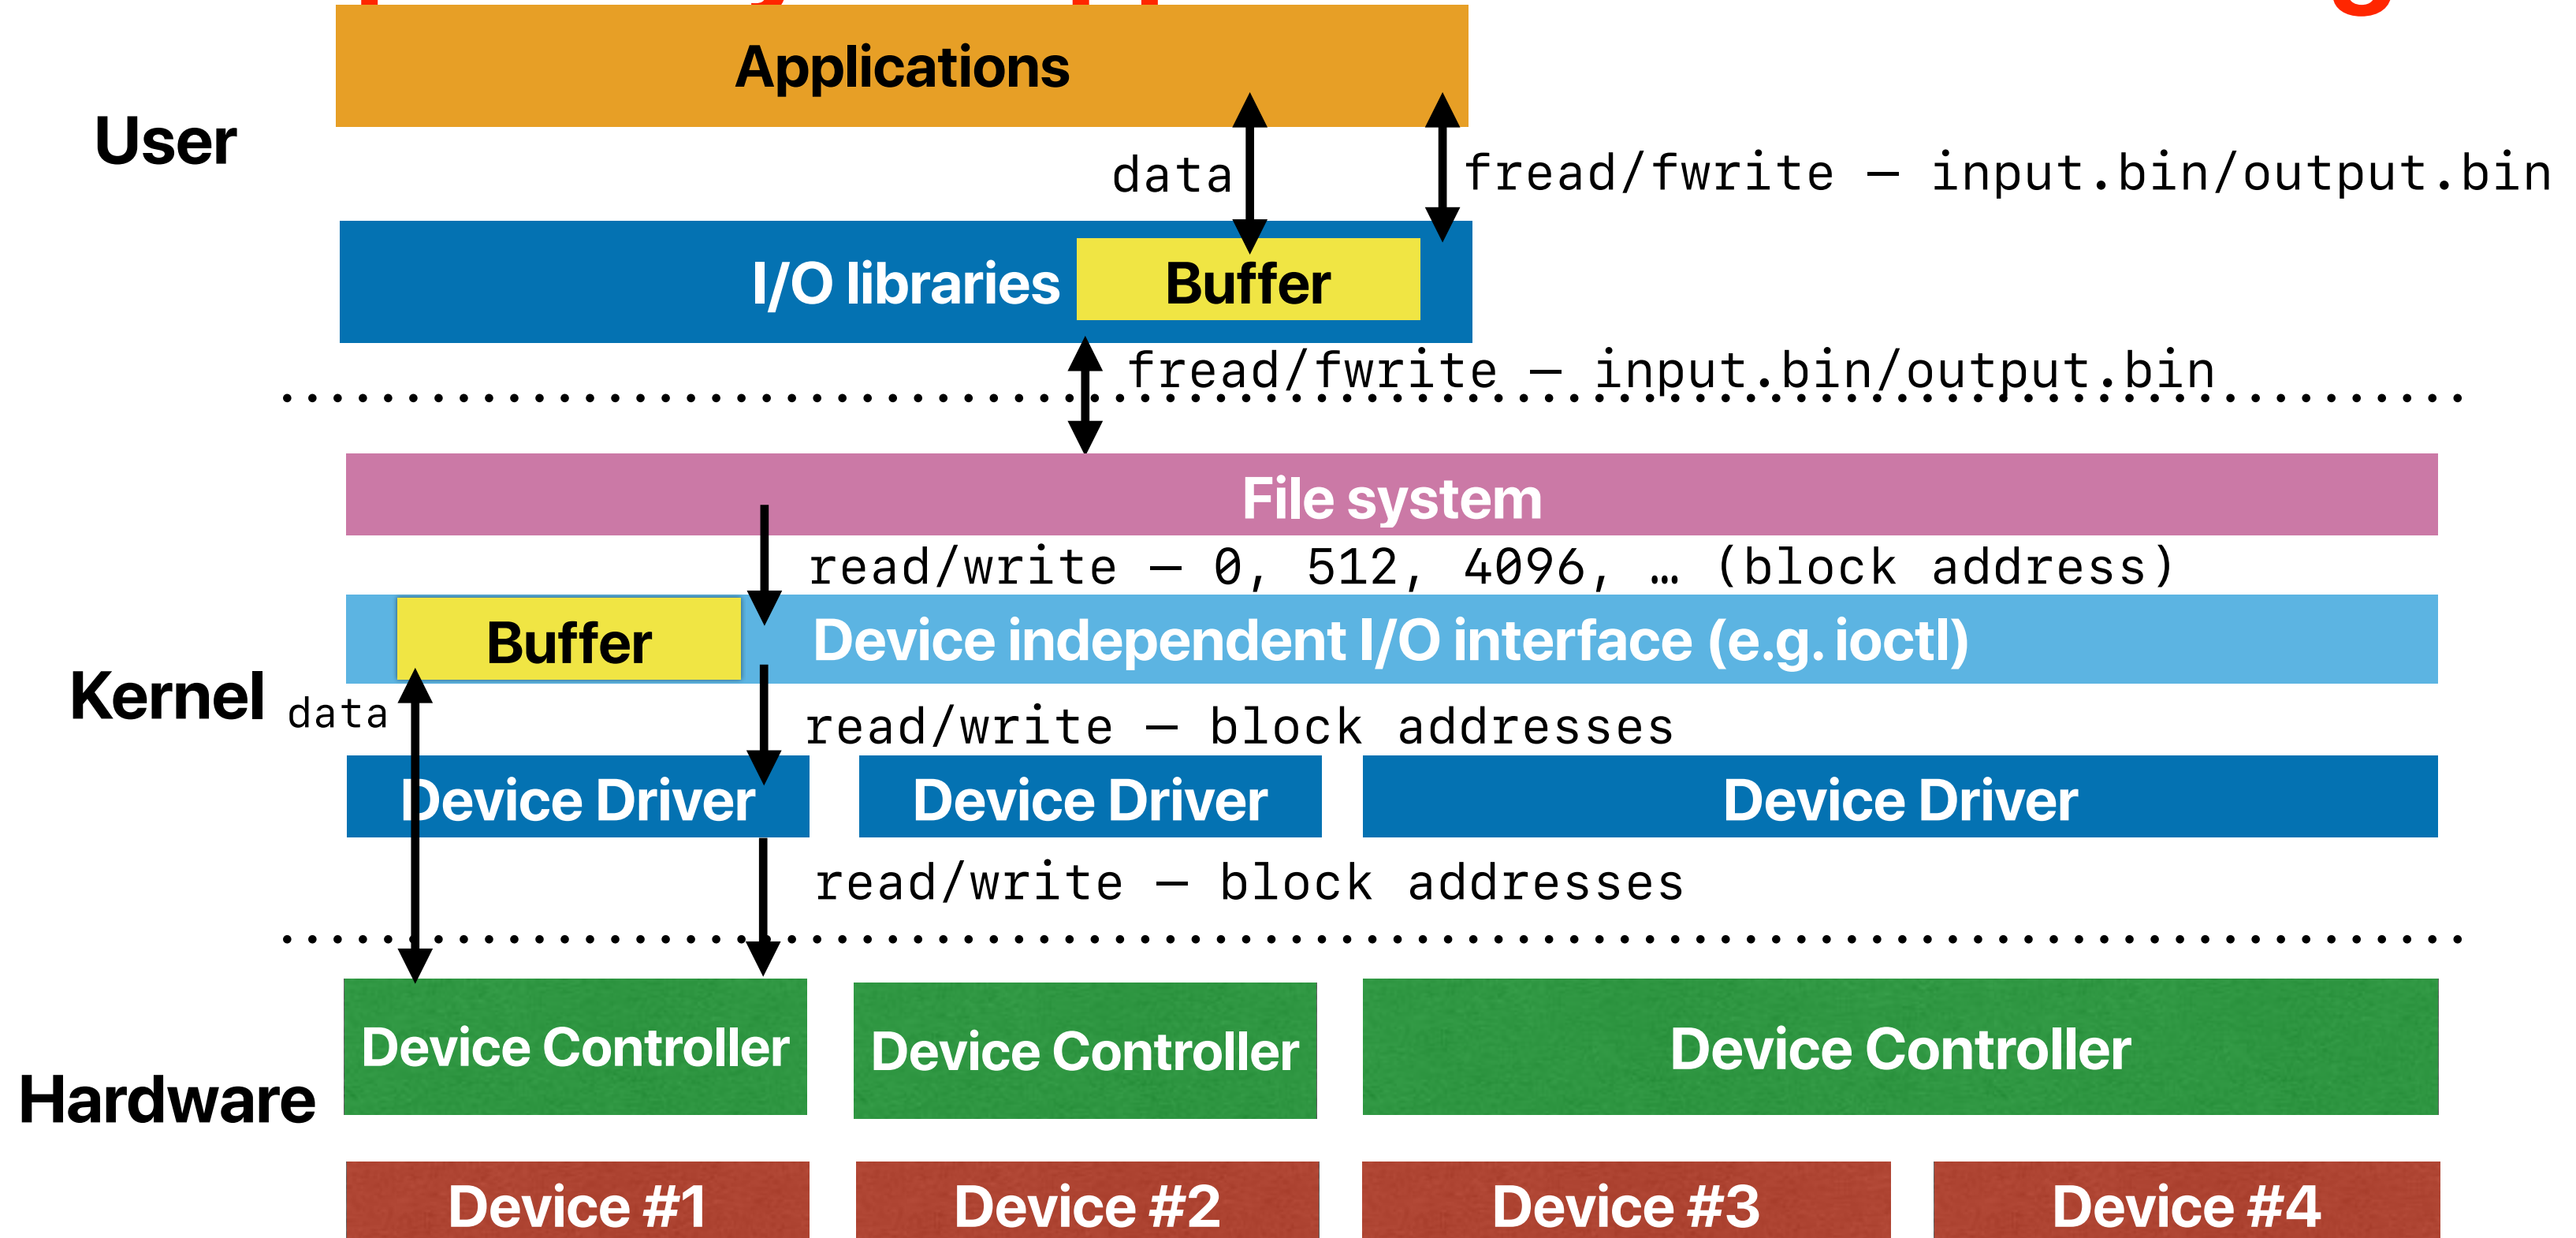 Applications
User
data
fread/fwrite — input.bin/output.bin
I/O libraries
Buffer
fread/fwrite — input.bin/output.bin
File system
read/write — 0, 512, 4096, … (block address)
Buffer
Device independent I/O interface (e.g. ioctl)
Kernel
data
read/write — block addresses
Device Driver
Device Driver
Device Driver
read/write — block addresses
Device Controller
Device Controller
Device Controller
Hardware
Device #1
Device #2
Device #3
Device #4